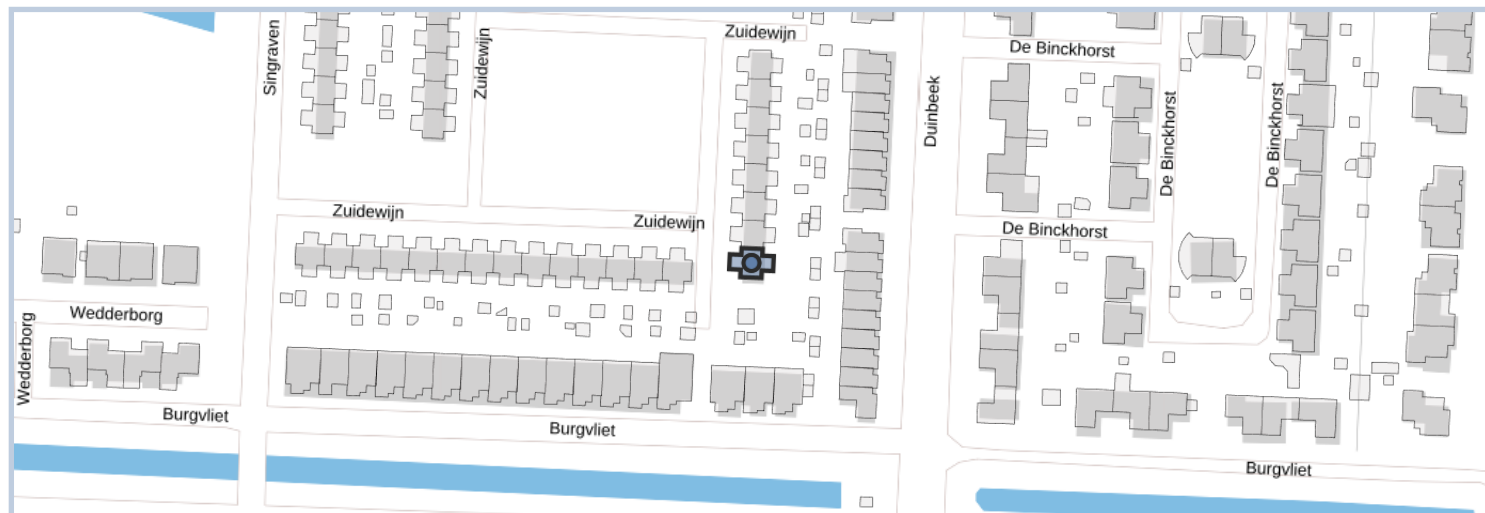 Zuidewijn
De Binckhorst
Singraven
Zuidewijn
Duinbeek
De Binckhorst
De Binckhorst
Zuidewijn
Zuidewijn
De Binckhorst
Wedderborg
Wedderborg
Burgvliet
Burgvliet
Burgvliet